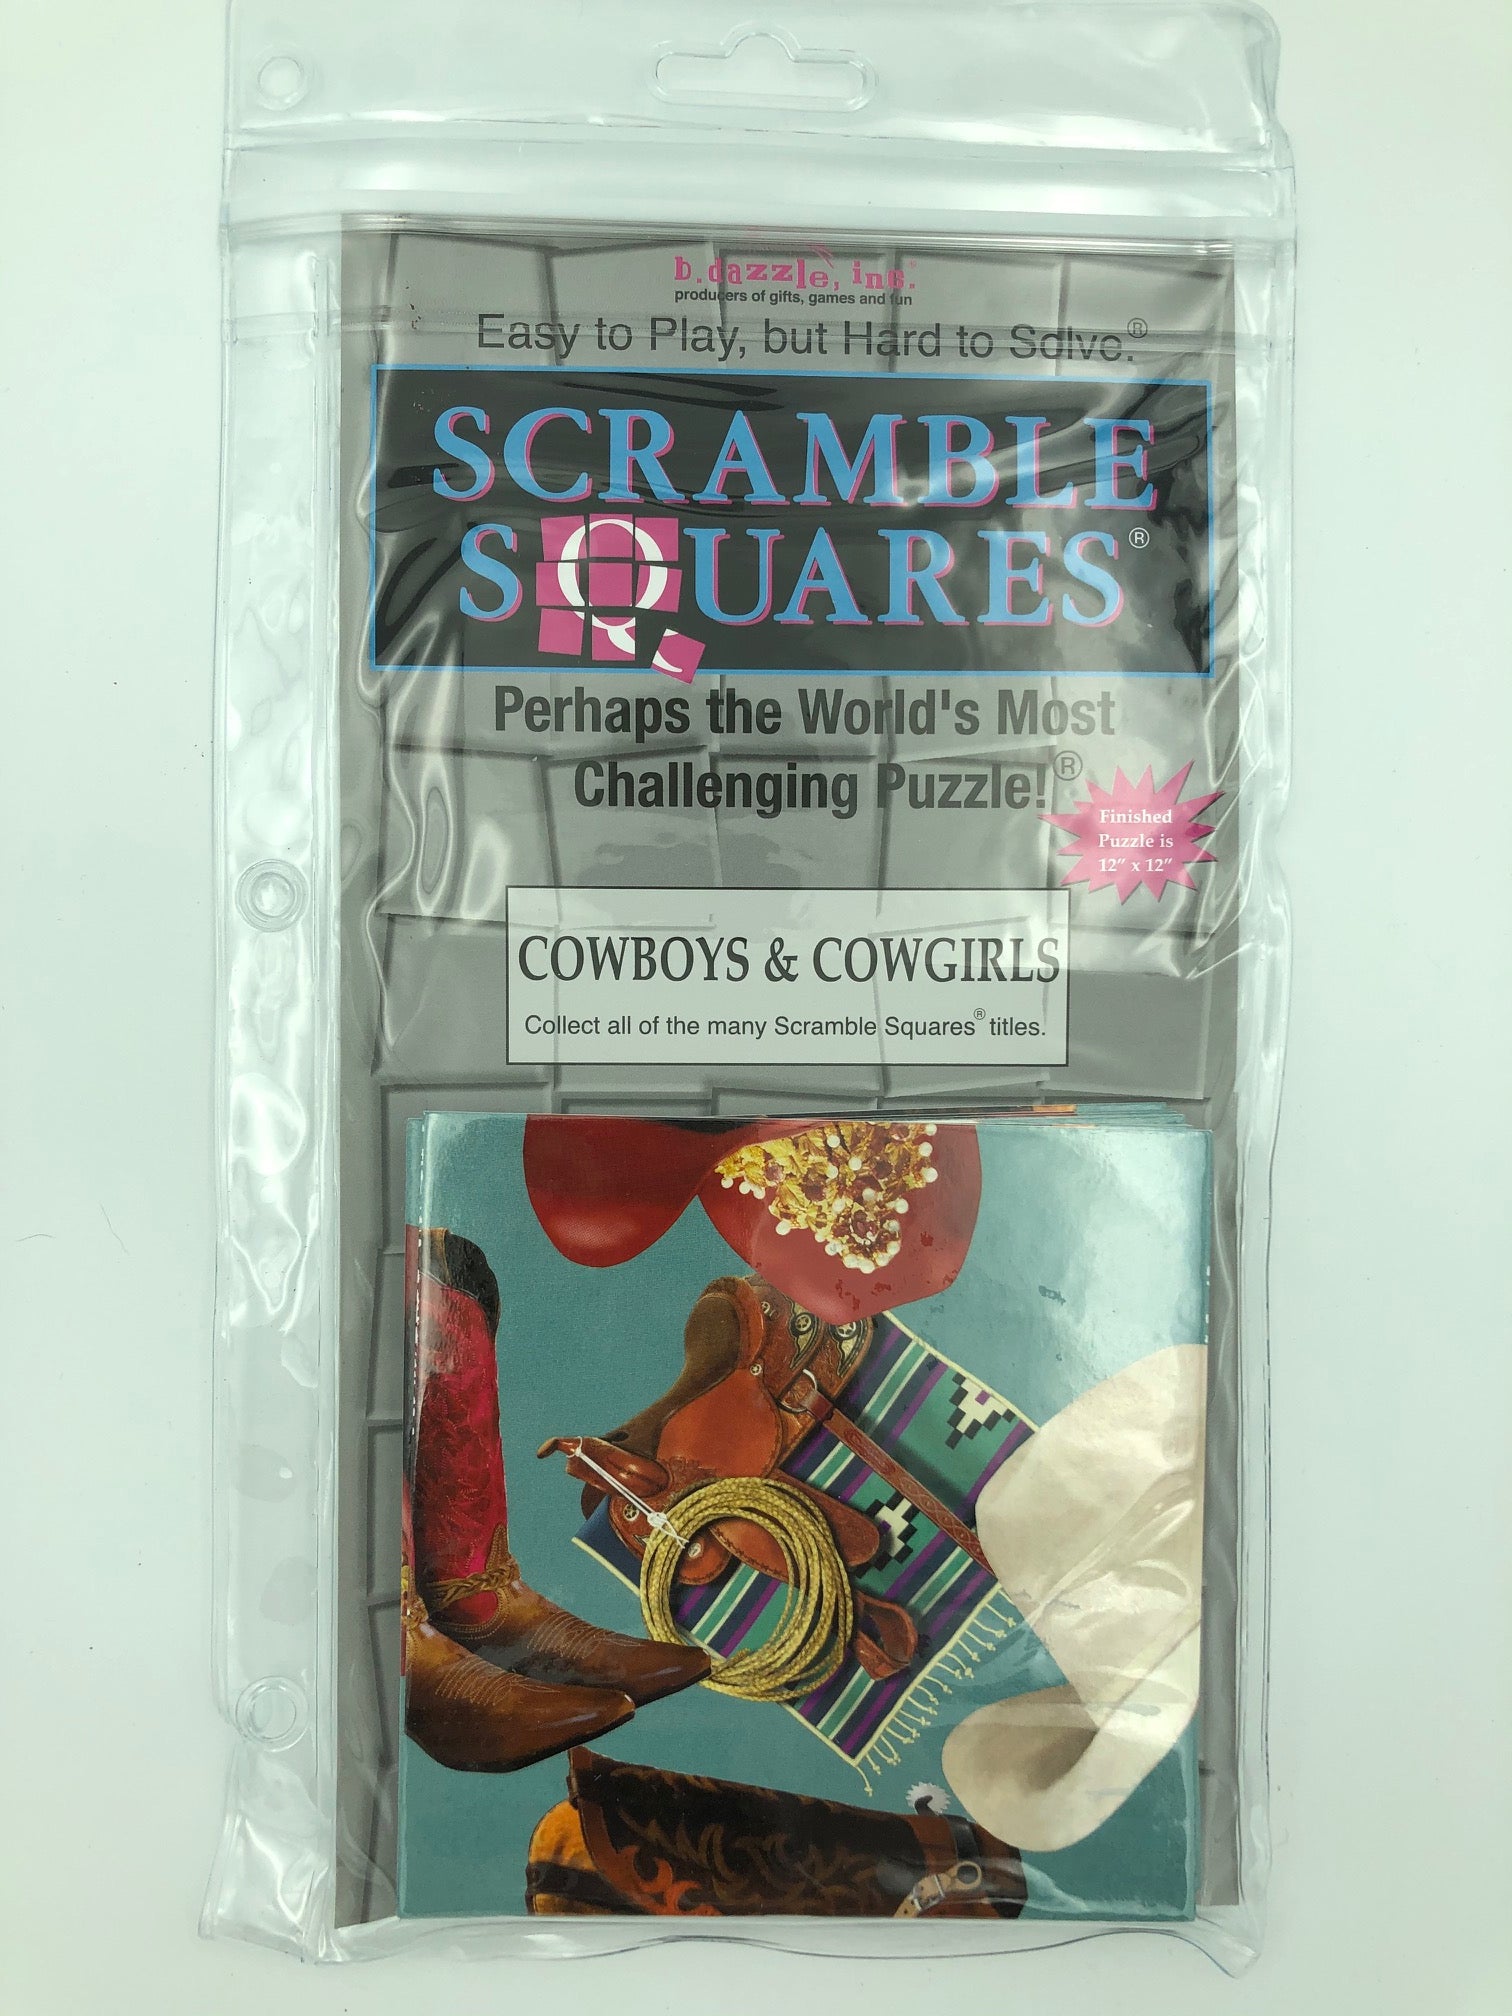 b.dazzle, inc.®
producers of gifts, games and fun
Easy to Play, but Hard to Solve.®
SCRAMBLE
SQUARES®
Perhaps the World's Most
Challenging Puzzle!®
Finished
Puzzle is
12" x 12"
COWBOYS & COWGIRLS
Collect all of the many Scramble Squares® titles.